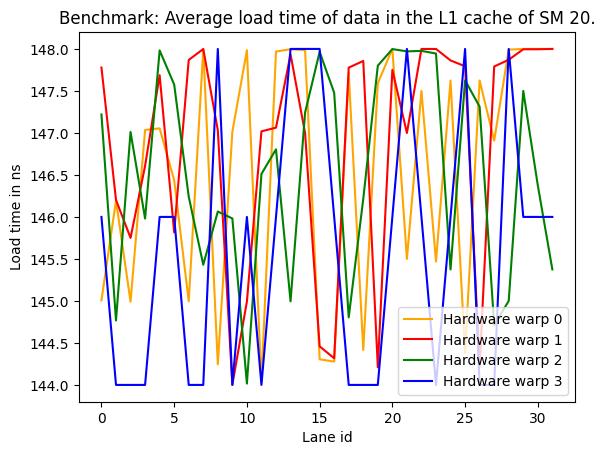 Benchmark: Average load time of data in the L1 cache of SM 20.
Load time in ns
148.0
147.5
147.0
146.5
146.0
145.5
145.0
144.5
144.0
0
5
10
15
20
25
30
Lane id
Hardware warp 0
Hardware warp 1
Hardware warp 2
Hardware warp 3